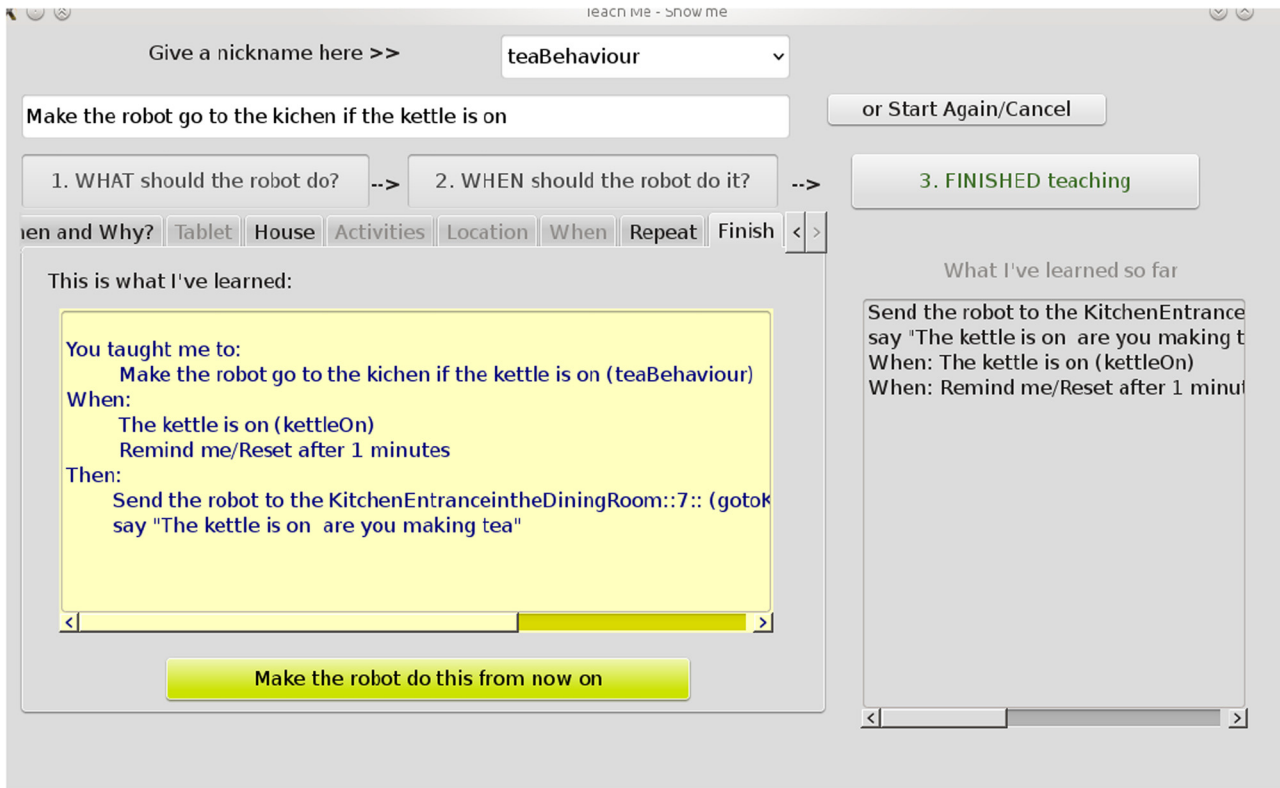 Teach Me - Show me
Give a nickname here >>
teaBehaviour
Make the robot go to the kichen if the kettle is on
or Start Again/Cancel
1. WHAT should the robot do?
-->
2. WHEN should the robot do it?
-->
3. FINISHED teaching
and Why?
Tablet
House
Activities
Location
When
Repeat
Finish
< >
This is what I've learned:
You taught me to:
Make the robot go to the kichen if the kettle is on (teaBehaviour)
When:
The kettle is on (kettleOn)
Remind me/Reset after 1 minutes
Then:
Send the robot to the KitchenEntranceintheDiningRoom::7:: (gotoK
say "The kettle is on  are you making tea"
< >
Make the robot do this from now on
What I've learned so far
Send the robot to the KitchenEntrance
say "The kettle is on  are you making t
When: The kettle is on (kettleOn)
When: Remind me/Reset after 1 minut
< >